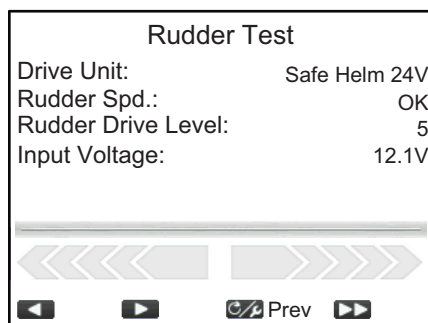 Rudder Test
Drive Unit: Safe Helm 24V
Rudder Spd.: OK
Rudder Drive Level: 5
Input Voltage: 12.1V
Prev